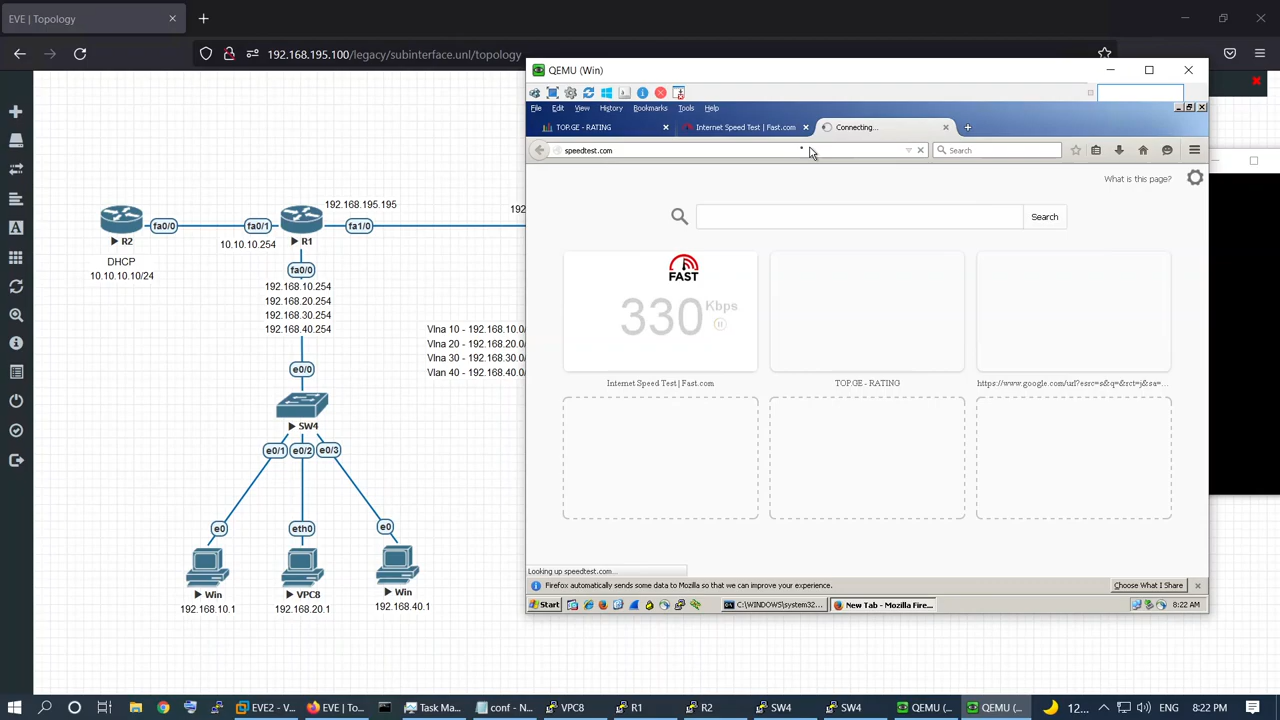 EVE | Topology
192.168.195.100/legacy/subinterface.unl/topology
QEMU (Win)
File Edit View History Bookmarks Tools Help
TOP.GE - RATING
Internet Speed Test | Fast.com
Connecting...
speedtest.com
Search
What is this page?
Search
FAST
330 Kbps
Internet Speed Test | Fast.com
TOP.GE - RATING
https://www.google.com/url?esrc=s&q=&rct=j&sa=...
Looking up speedtest.com...
Firefox automatically sends some data to Mozilla so that we can improve your experience.
Choose What I Share
Start
C:\WINDOWS\system32...
New Tab - Mozilla Fire...
8:22 AM
192.168.195.195
192
fa0/0
fa0/1
fa1/0
R2
R1
10.10.10.254
DHCP
10.10.10.10/24
fa0/0
192.168.10.254
192.168.20.254
192.168.30.254
192.168.40.254
Vlna 10 - 192.168.10.0/
Vlna 20 - 192.168.20.0/
Vlna 30 - 192.168.30.0/
Vlan 40 - 192.168.40.0/
e0/0
SW4
e0/1
e0/2
e0/3
e0
eth0
e0
Win
VPC8
Win
192.168.10.1
192.168.20.1
192.168.40.1
EVE2 - V...
EVE | To...
Task Ma...
conf - N...
VPC8
R1
R2
SW4
SW4
QEMU (...
QEMU (...
12...
8:22 PM